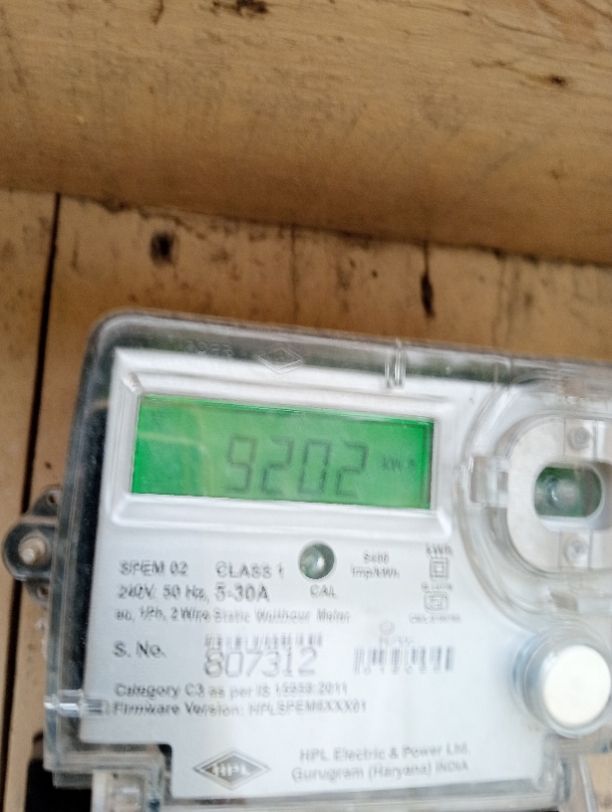 9202 kWh
SPEM 02 CLASS 1
240V, 50 Hz, 5-30A CAL
ac, 1Ph, 2 Wire Static Watthour Meter
S. No. 807312
Category C3 as per IS 15959:2011
Firmware Version: HPLSPEM0XXX01
HPL
HPL Electric & Power Ltd.
Gurugram (Haryana) INDIA